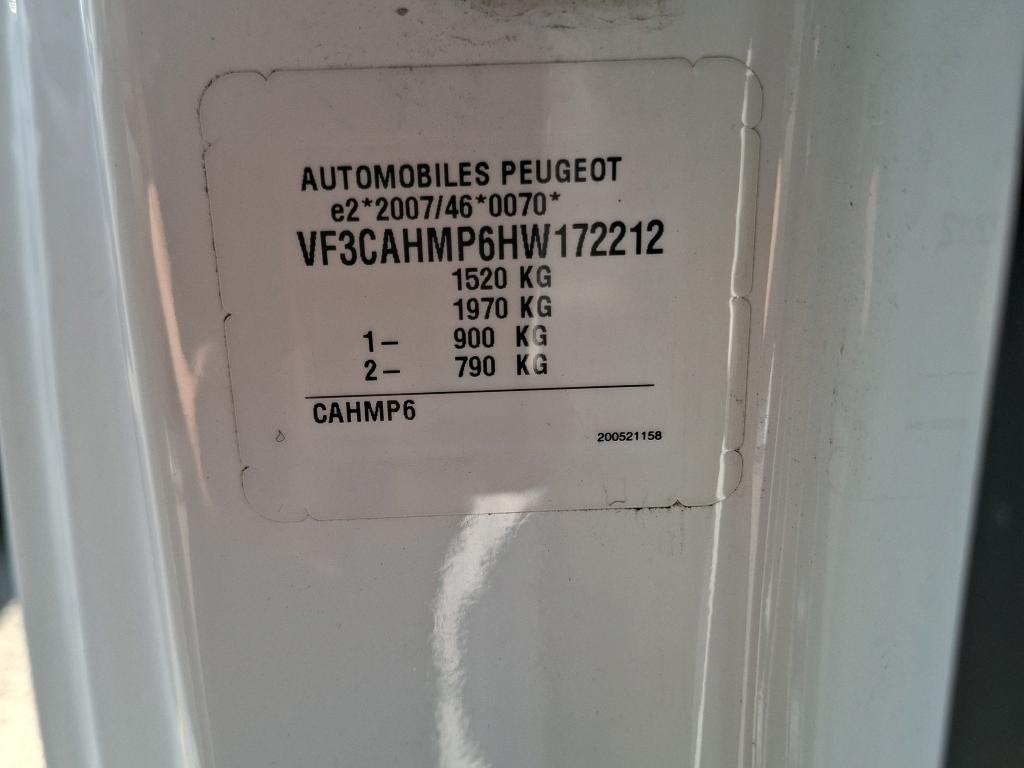 AUTOMOBILES PEUGEOT
e2*2007/46*0070*
VF3CAHMP6HW172212
1520 KG
1970 KG
1– 900 KG
2– 790 KG
CAHMP6
200521158